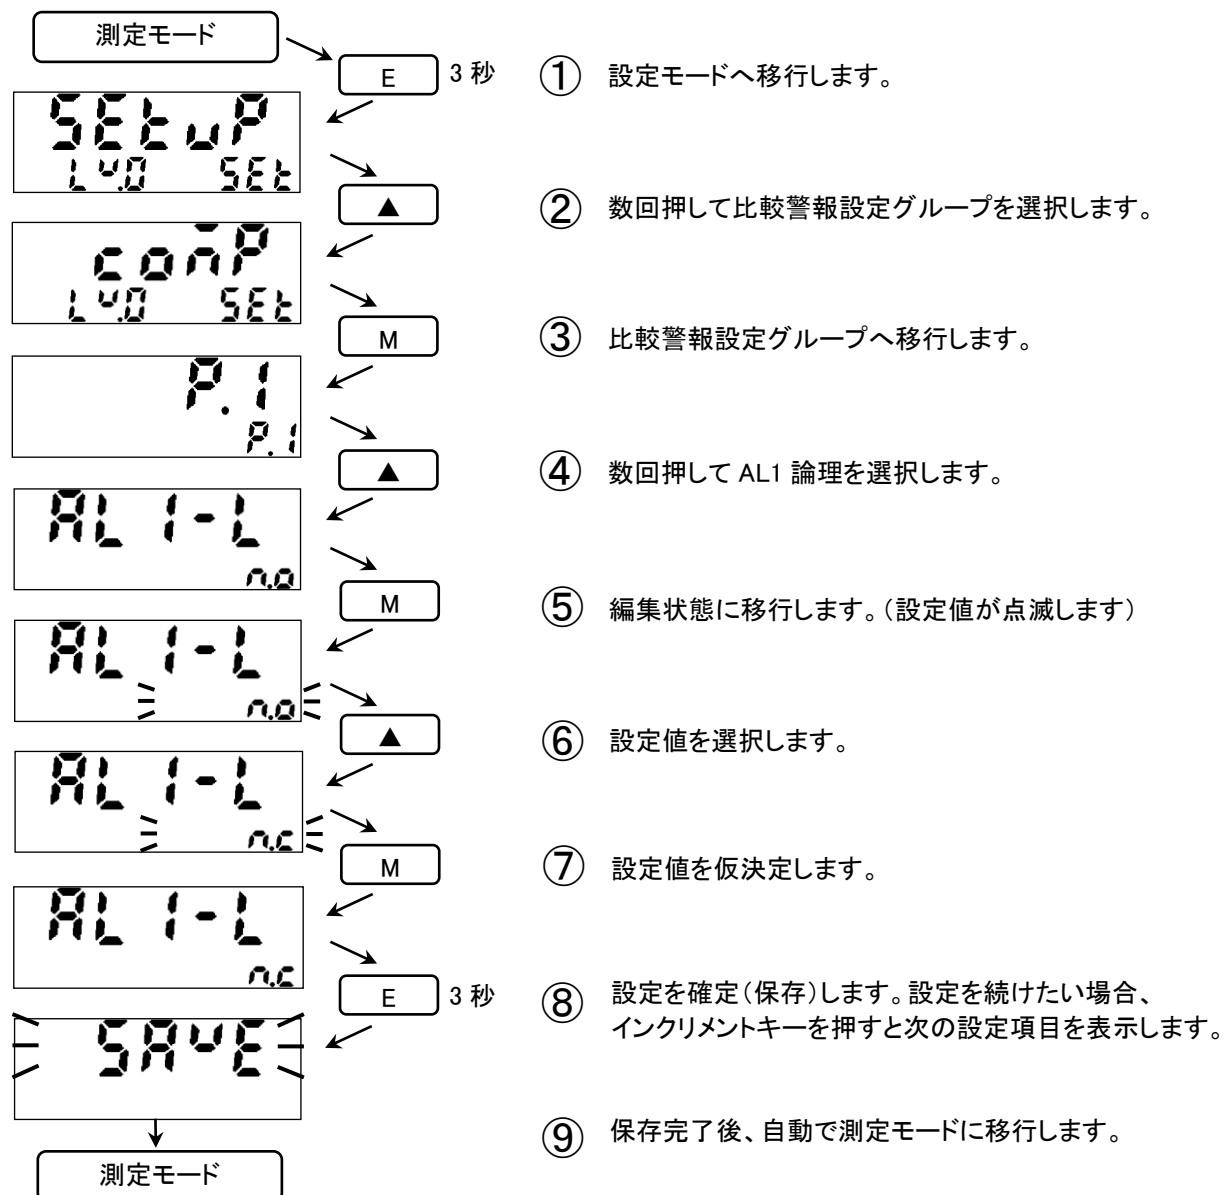 測定モード
E 3 秒 ① 設定モードへ移行します。
SEtuP
Lv.0 SEt
▲ ② 数回押して比較警報設定グループを選択します。
comP
Lv.0 SEt
M ③ 比較警報設定グループへ移行します。
P.1
P.1
▲ ④ 数回押して AL1 論理を選択します。
AL1-L
n.o
M ⑤ 編集状態に移行します。（設定値が点滅します）
AL1-L
n.o
▲ ⑥ 設定値を選択します。
AL1-L
n.c
M ⑦ 設定値を仮決定します。
AL1-L
n.c
E 3 秒 ⑧ 設定を確定（保存）します。設定を続けたい場合、
インクリメントキーを押すと次の設定項目を表示します。
SAvE
⑨ 保存完了後、自動で測定モードに移行します。
測定モード